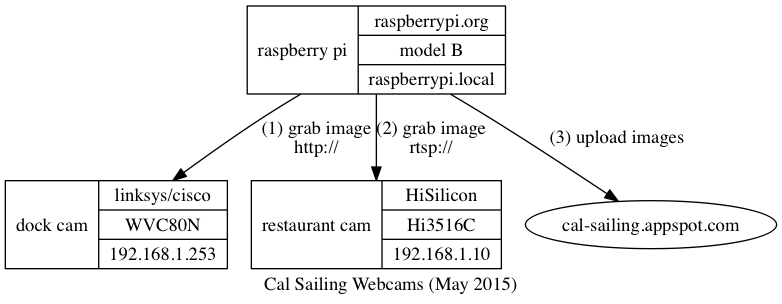 raspberry pi
raspberrypi.org
model B
raspberrypi.local
(1) grab image
http://
(2) grab image
rtsp://
(3) upload images
dock cam
linksys/cisco
WVC80N
192.168.1.253
restaurant cam
HiSilicon
Hi3516C
192.168.1.10
cal-sailing.appspot.com
Cal Sailing Webcams (May 2015)